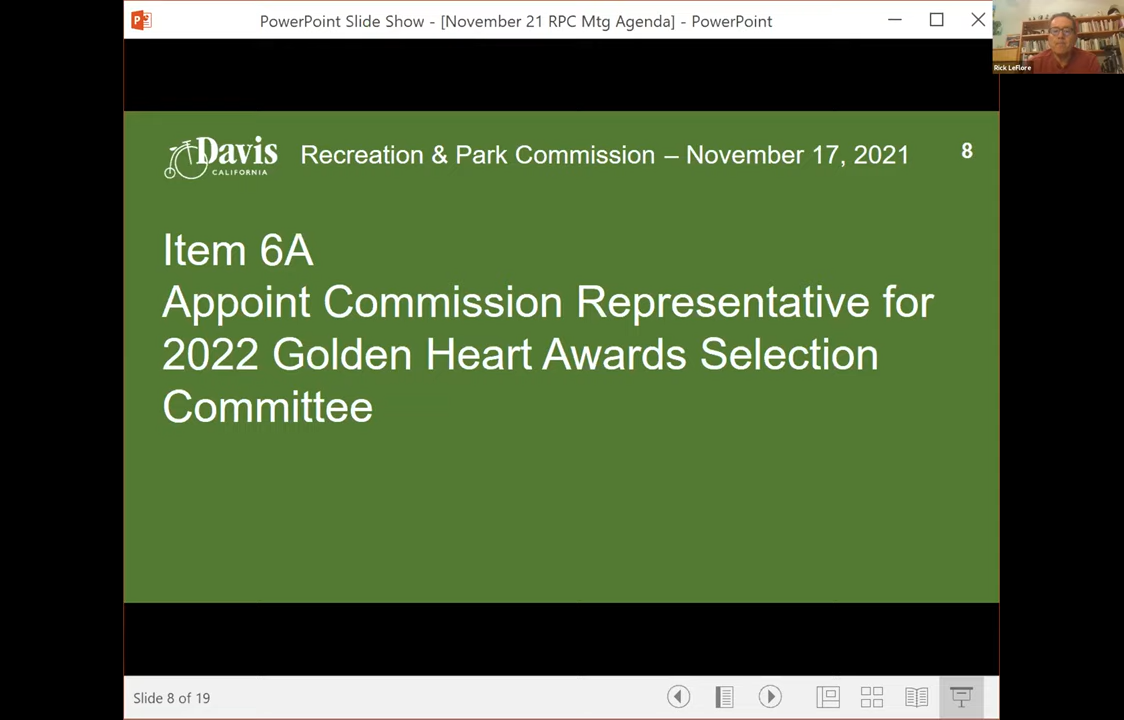 PowerPoint Slide Show - [November 21 RPC Mtg Agenda] - PowerPoint
Rick LeFlore
Davis
CALIFORNIA
Recreation & Park Commission – November 17, 2021
8
Item 6A
Appoint Commission Representative for
2022 Golden Heart Awards Selection
Committee
Slide 8 of 19